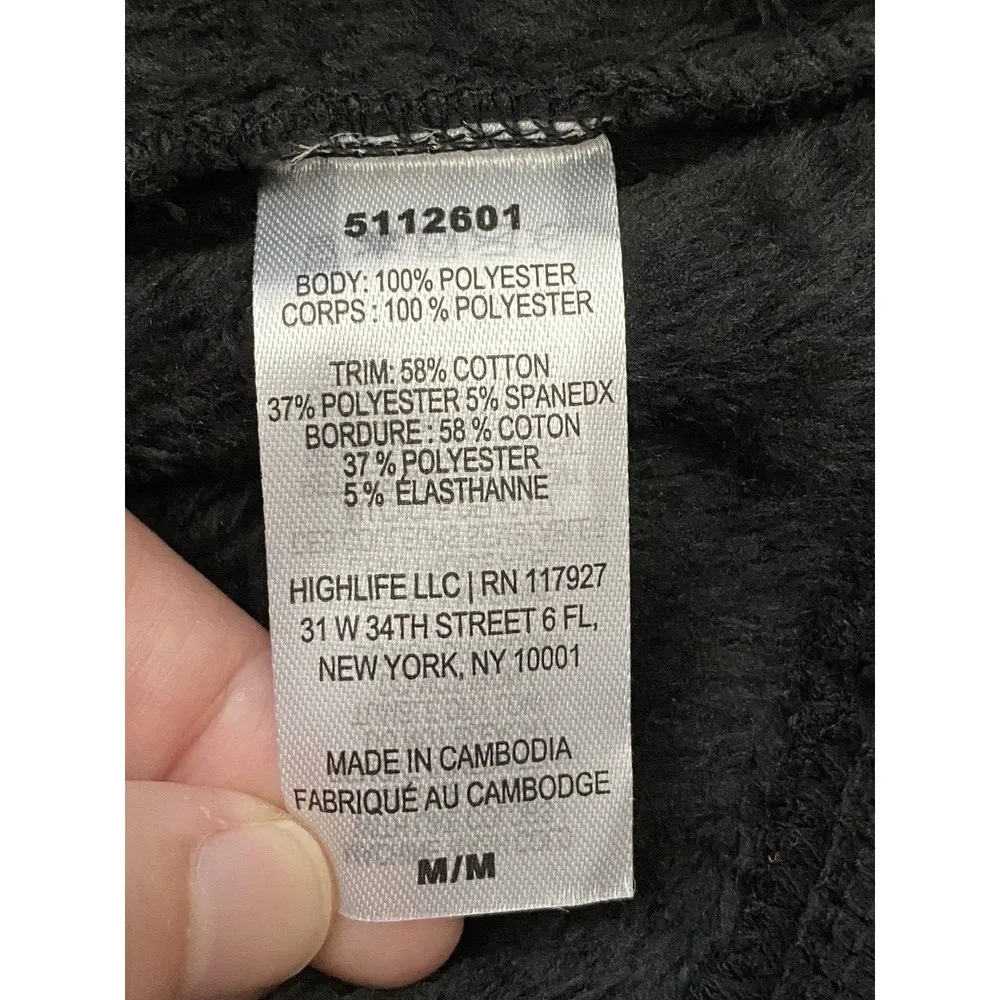 5112601
BODY: 100% POLYESTER
CORPS : 100 % POLYESTER
TRIM: 58% COTTON
37% POLYESTER 5% SPANEDX
BORDURE : 58 % COTON
37 % POLYESTER
5 % ÉLASTHANNE
HIGHLIFE LLC | RN 117927
31 W 34TH STREET 6 FL,
NEW YORK, NY 10001
MADE IN CAMBODIA
FABRIQUÉ AU CAMBODGE
M/M